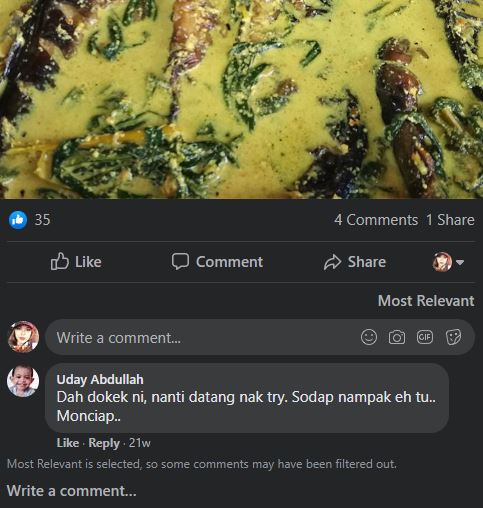 35
4 Comments 1 Share
Like Comment Share
Most Relevant
Write a comment...
GIF
Uday Abdullah
Dah dokek ni, nanti datang nak try. Sodap nampak eh tu..
Monciap..
Like · Reply · 21w
Most Relevant is selected, so some comments may have been filtered out.
Write a comment...